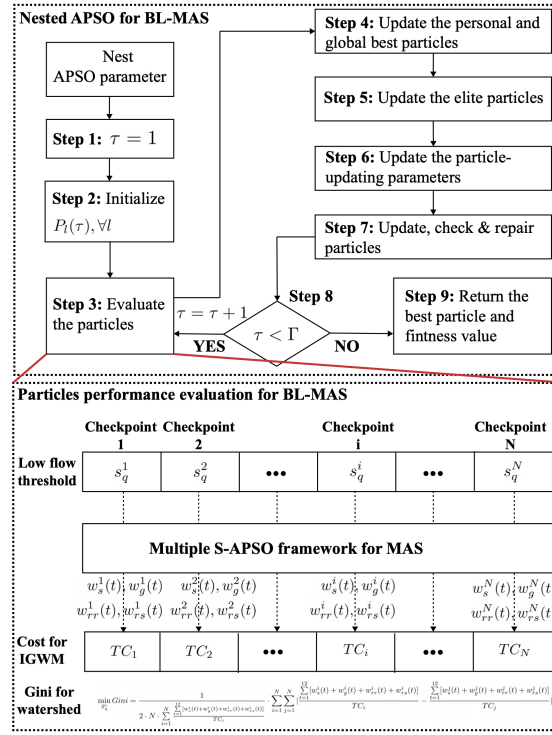 Nested APSO for BL-MAS
Nest
APSO parameter
Step 1: τ = 1
Step 2: Initialize
P_l(τ), ∀l
Step 3: Evaluate
the particles
Step 4: Update the personal and
global best particles
Step 5: Update the elite particles
Step 6: Update the particle-
updating parameters
Step 7: Update, check & repair
particles
Step 8
τ < Γ
τ = τ + 1
YES
NO
Step 9: Return the
best particle and
fintness value
Particles performance evaluation for BL-MAS
Checkpoint Checkpoint Checkpoint Checkpoint
1 2 i N
Low flow
threshold
s_q^1 s_q^2 ••• s_q^i ••• s_q^N
Multiple S-APSO framework for MAS
w_s^1(t), w_g^1(t) w_s^2(t), w_g^2(t) w_s^i(t), w_g^i(t) w_s^N(t), w_g^N(t)
w_rr^1(t), w_rs^1(t) w_rr^2(t), w_rs^2(t) w_rr^i(t), w_rs^i(t) w_rr^N(t), w_rs^N(t)
Cost for
IGWM
TC_1 TC_2 ••• TC_i ••• TC_N
Gini for
watershed